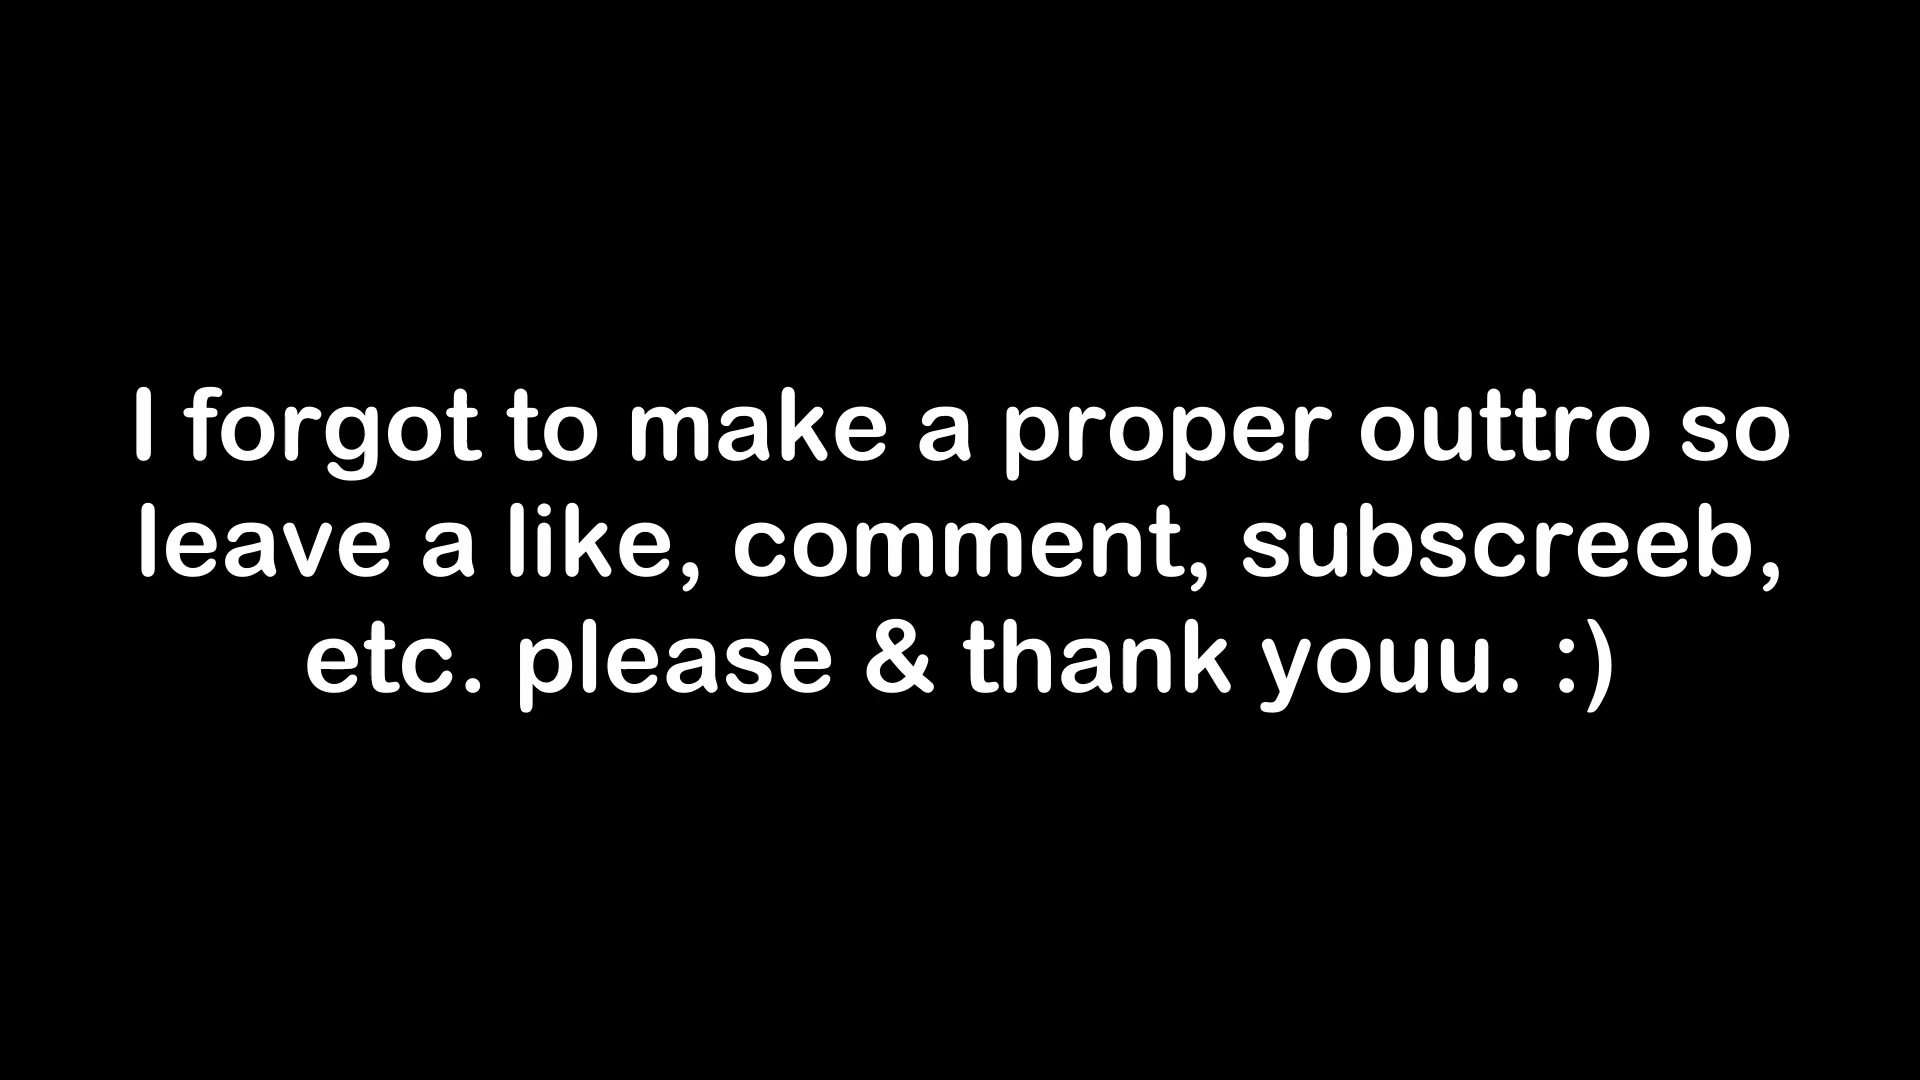 I forgot to make a proper outtro so
leave a like, comment, subscreeb,
etc. please & thank youu. :)